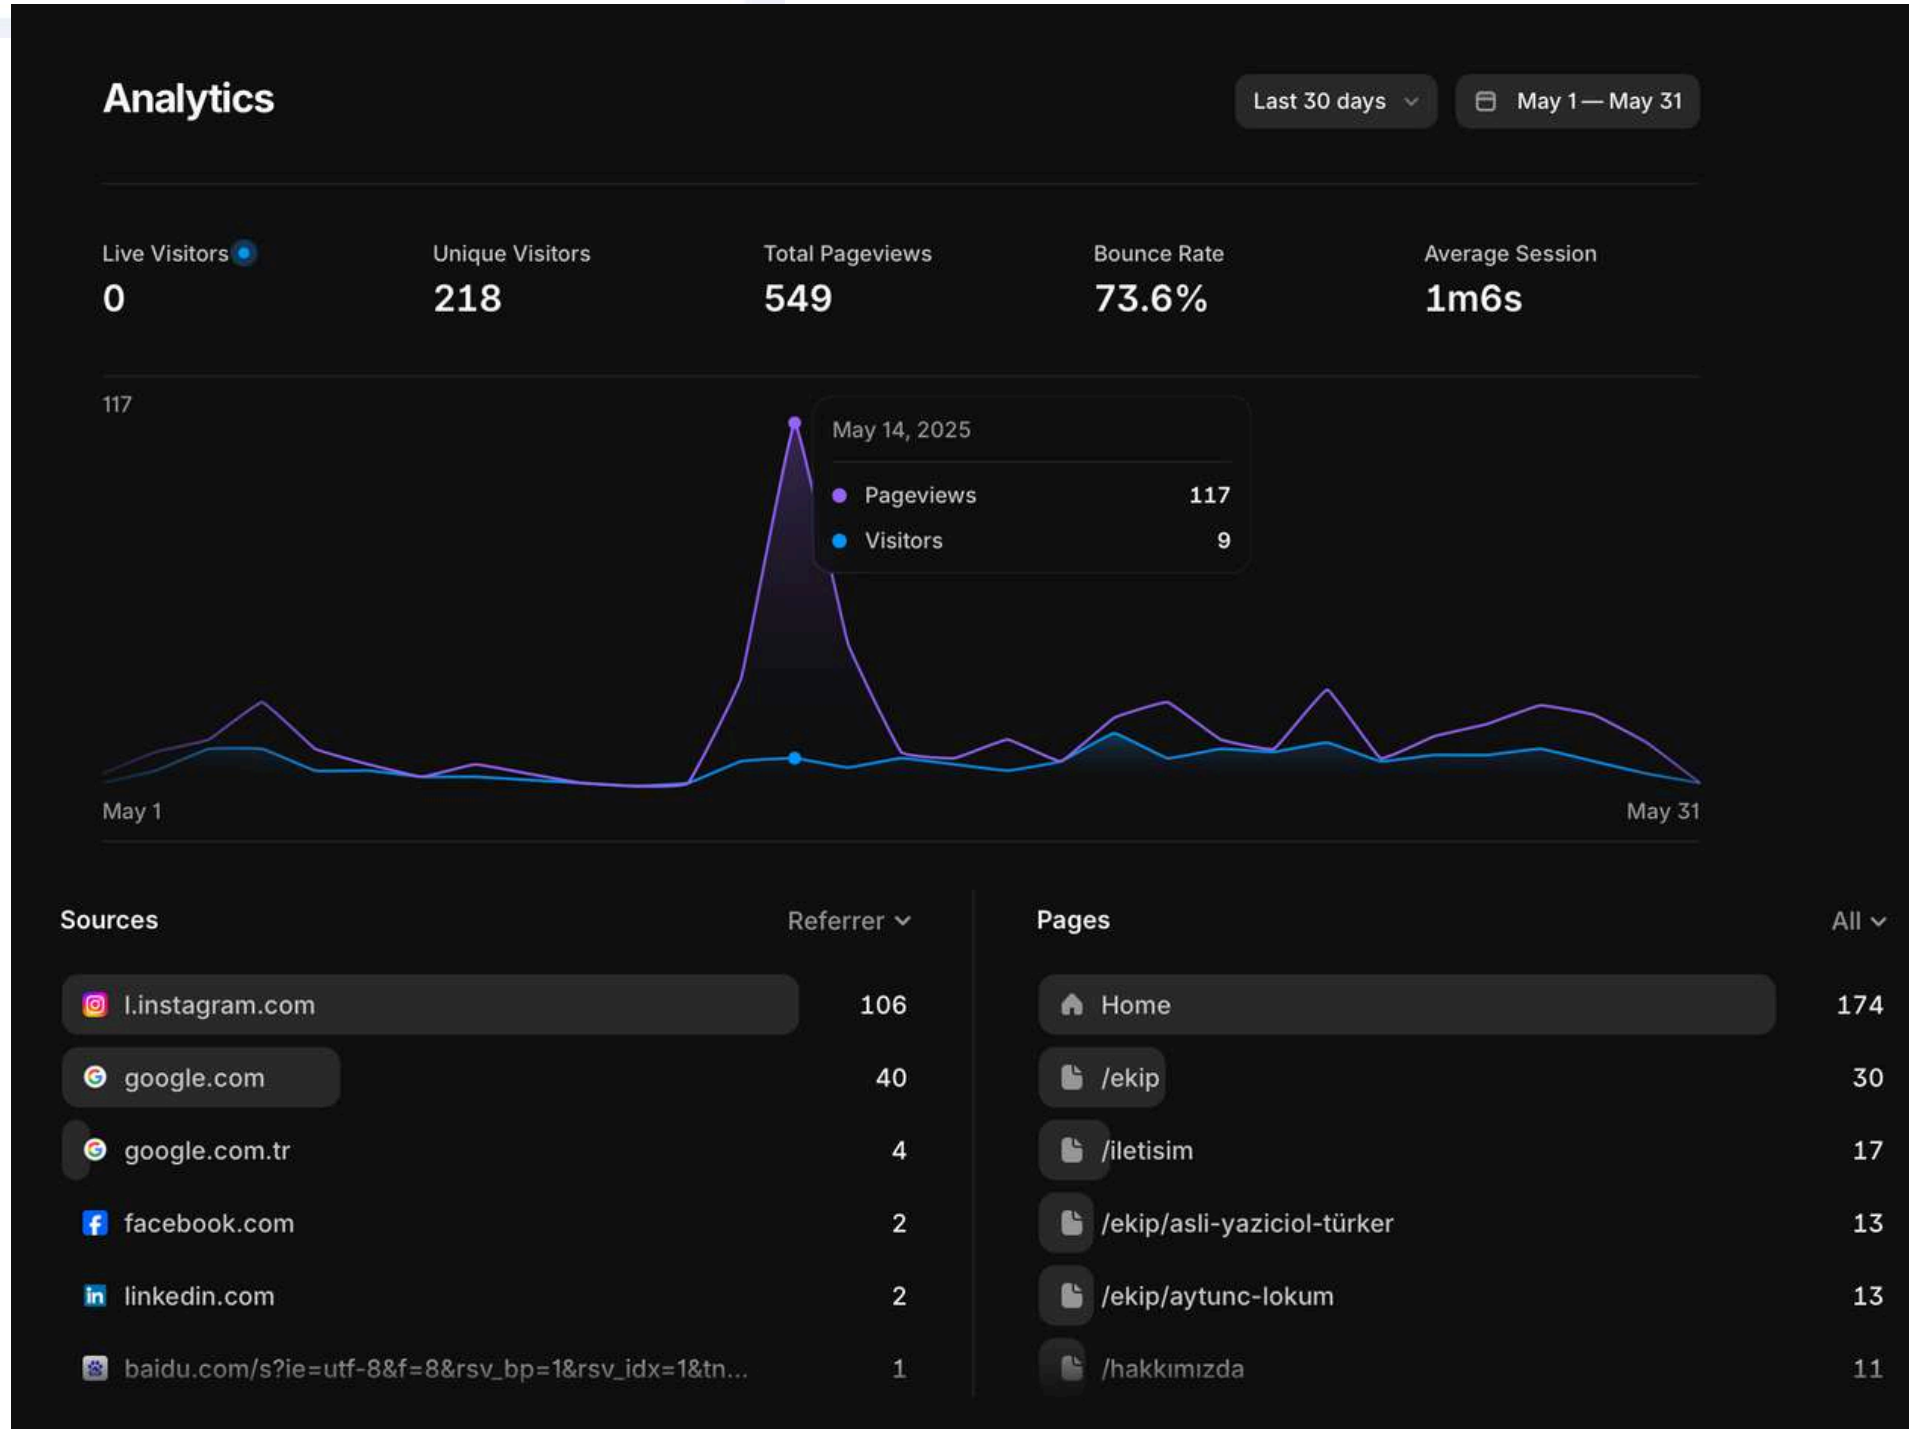 Analytics
Last 30 days
May 1 — May 31
Live Visitors
Unique Visitors
Total Pageviews
Bounce Rate
Average Session
0
218
549
73.6%
1m6s
117
May 14, 2025
Pageviews 117
Visitors 9
May 1
May 31
Sources
Referrer
l.instagram.com 106
google.com 40
google.com.tr 4
facebook.com 2
linkedin.com 2
baidu.com/s?ie=utf-8&f=8&rsv_bp=1&rsv_idx=1&tn... 1
Pages
All
Home 174
/ekip 30
/iletisim 17
/ekip/asli-yaziciol-türker 13
/ekip/aytunc-lokum 13
/hakkımızda 11